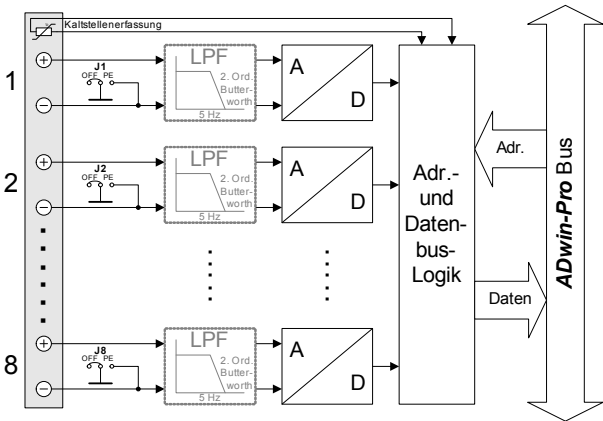 Kaltstellenerfassung
1
+
−
J1
OFF PE
LPF
2. Ord.
Butter-
worth
5 Hz
A
D
2
+
−
J2
OFF PE
LPF
2. Ord.
Butter-
worth
5 Hz
A
D
8
+
−
J8
OFF PE
LPF
2. Ord.
Butter-
worth
5 Hz
A
D
Adr.-
und
Daten-
bus-
Logik
Adr.
Daten
ADwin-Pro Bus